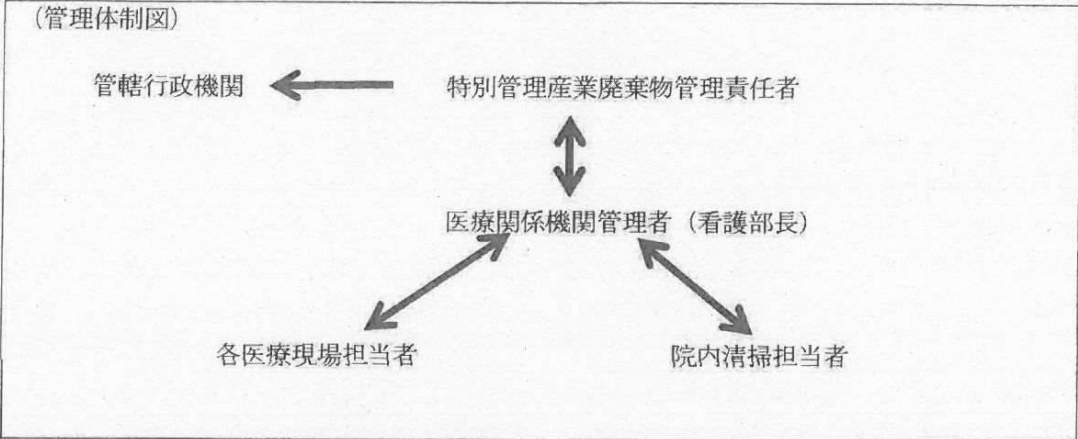 （管理体制図）
管轄行政機関　特別管理産業廃棄物管理責任者
医療関係機関管理者（看護部長）
各医療現場担当者　院内清掃担当者